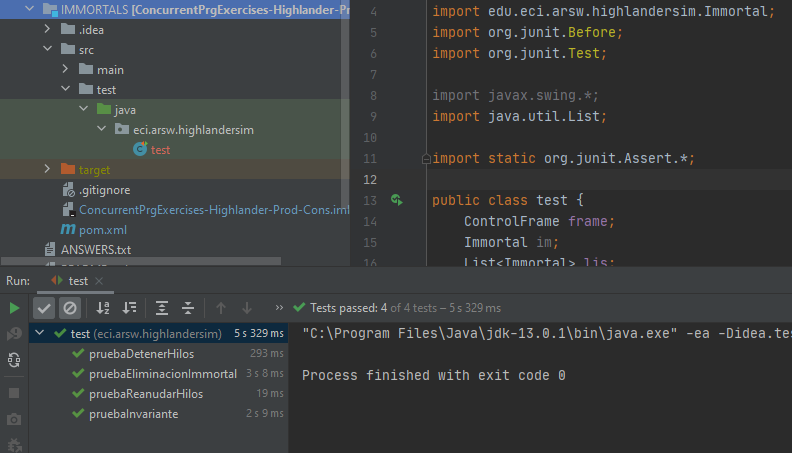 IMMORTALS [ConcurrentPrgExercises-Highlander-Pr
.idea
src
main
test
java
eci.arsw.highlandersim
test
target
.gitignore
ConcurrentPrgExercises-Highlander-Prod-Cons.iml
pom.xml
ANSWERS.txt
4 import edu.eci.arsw.highlandersim.Immortal;
5 import org.junit.Before;
6 import org.junit.Test;
7
8 import javax.swing.*;
9 import java.util.List;
10
11 import static org.junit.Assert.*;
12
13 public class test {
14 ControlFrame frame;
15 Immortal im;
16 List<Immortal> lis;
Run: test
Tests passed: 4 of 4 tests – 5 s 329 ms
test (eci.arsw.highlandersim) 5 s 329 ms
pruebaDetenerHilos 293 ms
pruebaEliminacionImmortal 3 s 8 ms
pruebaReanudarHilos 19 ms
pruebaInvariante 2 s 9 ms
"C:\Program Files\Java\jdk-13.0.1\bin\java.exe" -ea -Didea.tes
Process finished with exit code 0